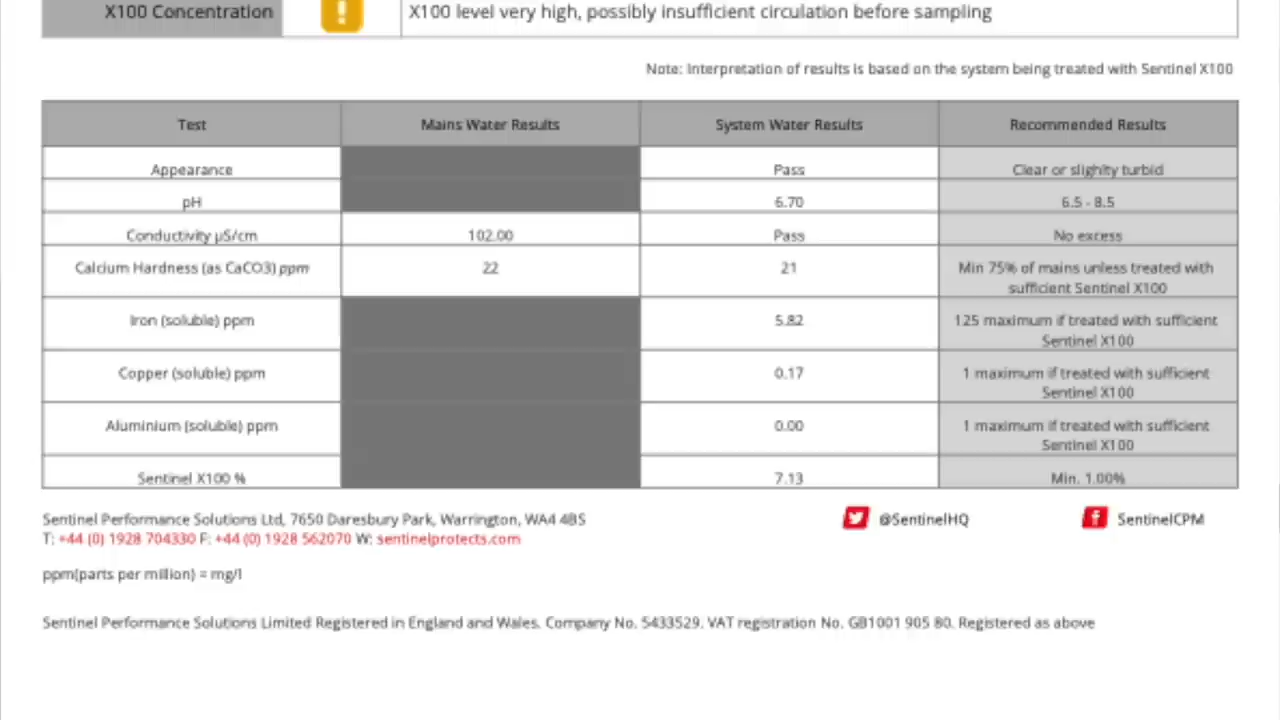 X100 Concentration
X100 level very high, possibly insufficient circulation before sampling
Note: Interpretation of results is based on the system being treated with Sentinel X100
Test Mains Water Results System Water Results Recommended Results
Appearance Pass Clear or slighlty turbid
pH 6.70 6.5 - 8.5
Conductivity µS/cm 102.00 Pass No excess
Calcium Hardness (as CaCO3) ppm 22 21 Min 75% of mains unless treated with
sufficient Sentinel X100
Iron (soluble) ppm 5.82 125 maximum if treated with sufficient
Sentinel X100
Copper (soluble) ppm 0.17 1 maximum if treated with sufficient
Sentinel X100
Aluminium (soluble) ppm 0.00 1 maximum if treated with sufficient
Sentinel X100
Sentinel X100 % 7.13 Min. 1.00%
Sentinel Performance Solutions Ltd, 7650 Daresbury Park, Warrington, WA4 4BS
@SentinelHQ
SentinelCPM
T: +44 (0) 1928 704330 F: +44 (0) 1928 562070 W: sentinelprotects.com
ppm(parts per million) = mg/l
Sentinel Performance Solutions Limited Registered in England and Wales. Company No. 5433529. VAT registration No. GB1001 905 80. Registered as above